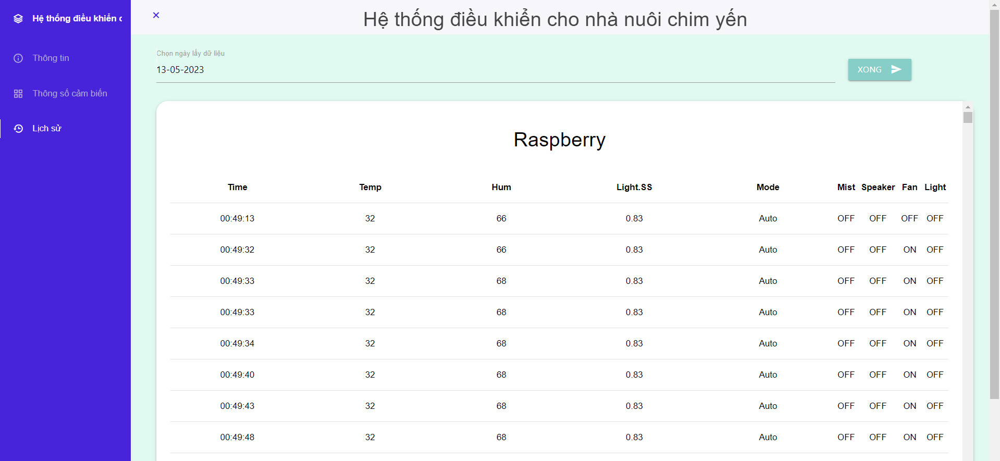 Hệ thống điều khiển c
Thông tin
Thông số cảm biến
Lịch sử
Hệ thống điều khiển cho nhà nuôi chim yến
Chọn ngày lấy dữ liệu
13-05-2023
XONG
Raspberry
Time Temp Hum Light.SS Mode Mist Speaker Fan Light
00:49:13 32 66 0.83 Auto OFF OFF OFF OFF
00:49:32 32 66 0.83 Auto OFF OFF ON OFF
00:49:33 32 68 0.83 Auto OFF OFF ON OFF
00:49:33 32 68 0.83 Auto OFF OFF ON OFF
00:49:34 32 68 0.83 Auto OFF OFF ON OFF
00:49:40 32 68 0.83 Auto OFF OFF ON OFF
00:49:43 32 68 0.83 Auto OFF OFF ON OFF
00:49:48 32 68 0.83 Auto OFF OFF ON OFF